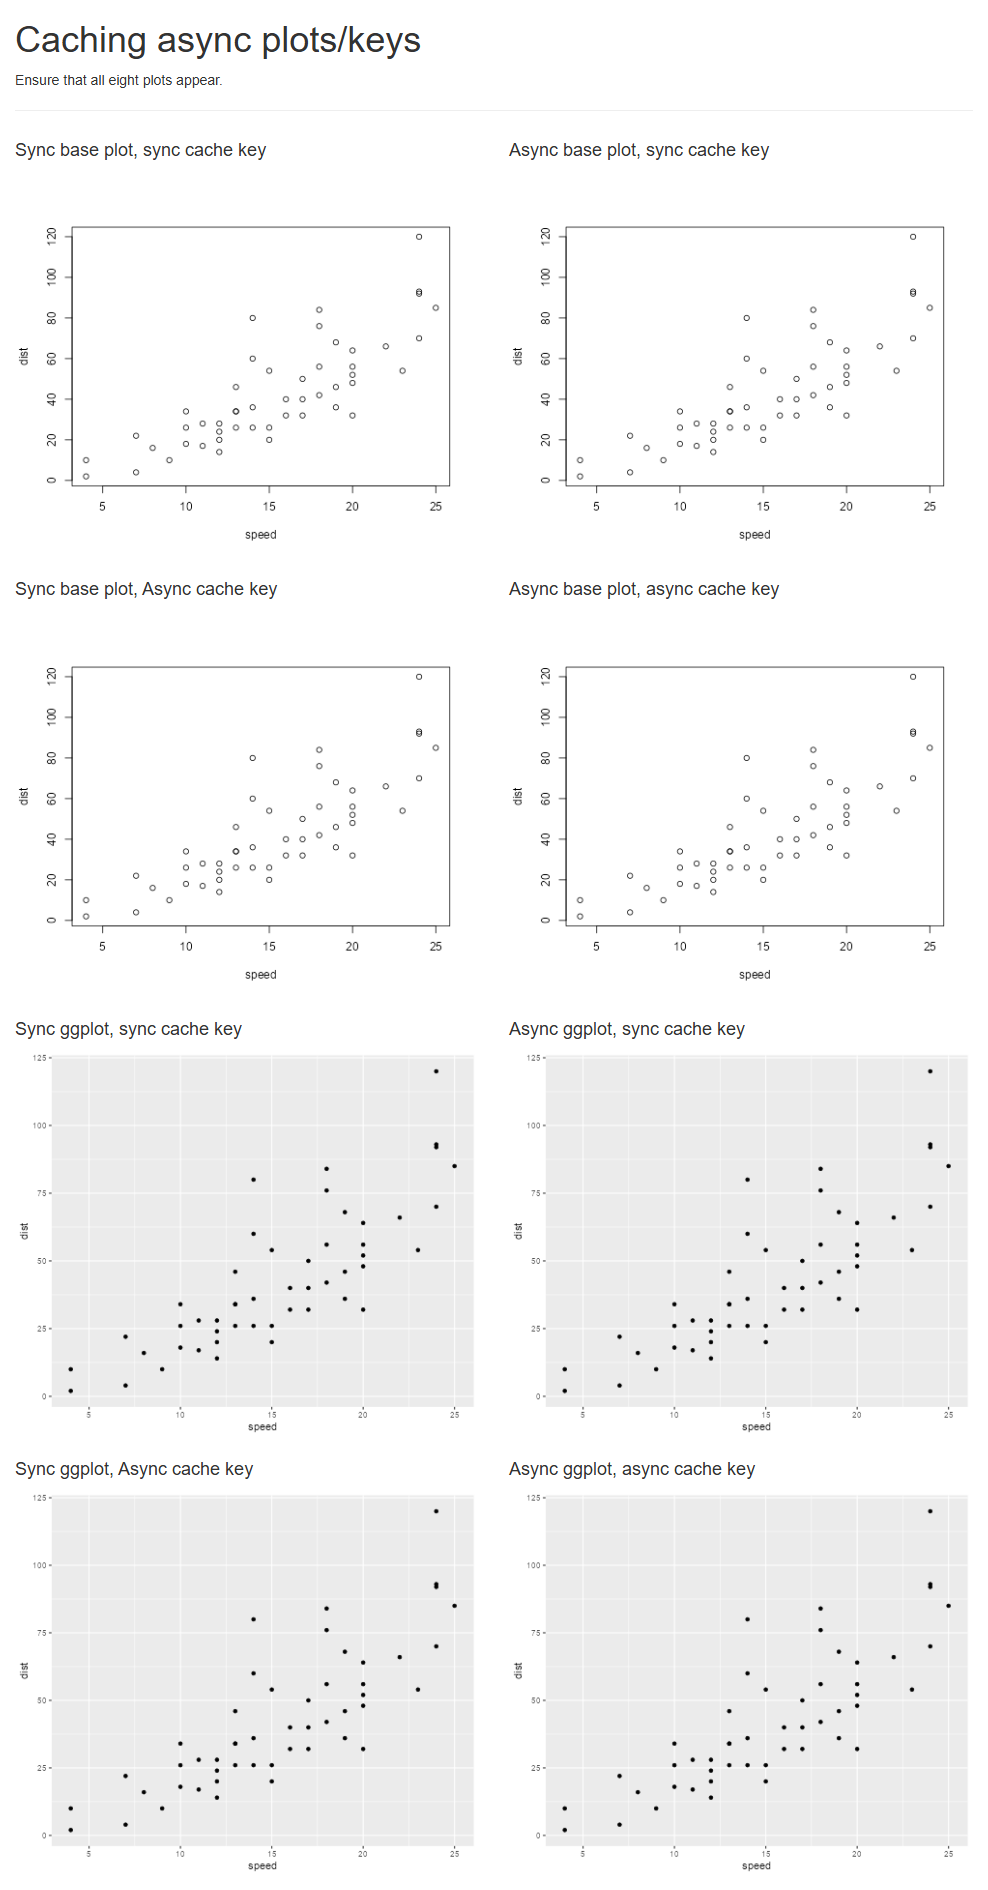 Caching async plots/keys
Ensure that all eight plots appear.
Sync base plot, sync cache key
Async base plot, sync cache key
120
100
80
60
40
20
0
dist
5 10 15 20 25
speed
120
100
80
60
40
20
0
dist
5 10 15 20 25
speed
Sync base plot, Async cache key
Async base plot, async cache key
120
100
80
60
40
20
0
dist
5 10 15 20 25
speed
120
100
80
60
40
20
0
dist
5 10 15 20 25
speed
Sync ggplot, sync cache key
Async ggplot, sync cache key
125
100
75
50
25
0
dist
5 10 15 20 25
speed
125
100
75
50
25
0
dist
5 10 15 20 25
speed
Sync ggplot, Async cache key
Async ggplot, async cache key
125
100
75
50
25
0
dist
5 10 15 20 25
speed
125
100
75
50
25
0
dist
5 10 15 20 25
speed